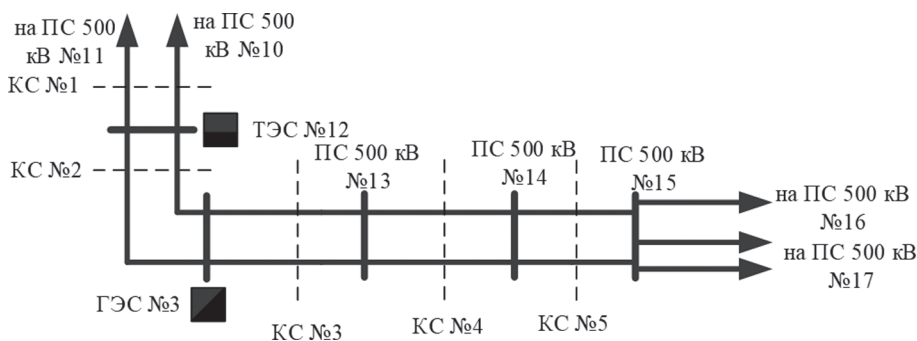 на ПС 500
кВ №11
на ПС 500
кВ №10
КС №1
ТЭС №12
КС №2
ПС 500 кВ
№13
ПС 500 кВ
№14
ПС 500 кВ
№15
на ПС 500 кВ
№16
на ПС 500 кВ
№17
ГЭС №3
КС №3
КС №4
КС №5